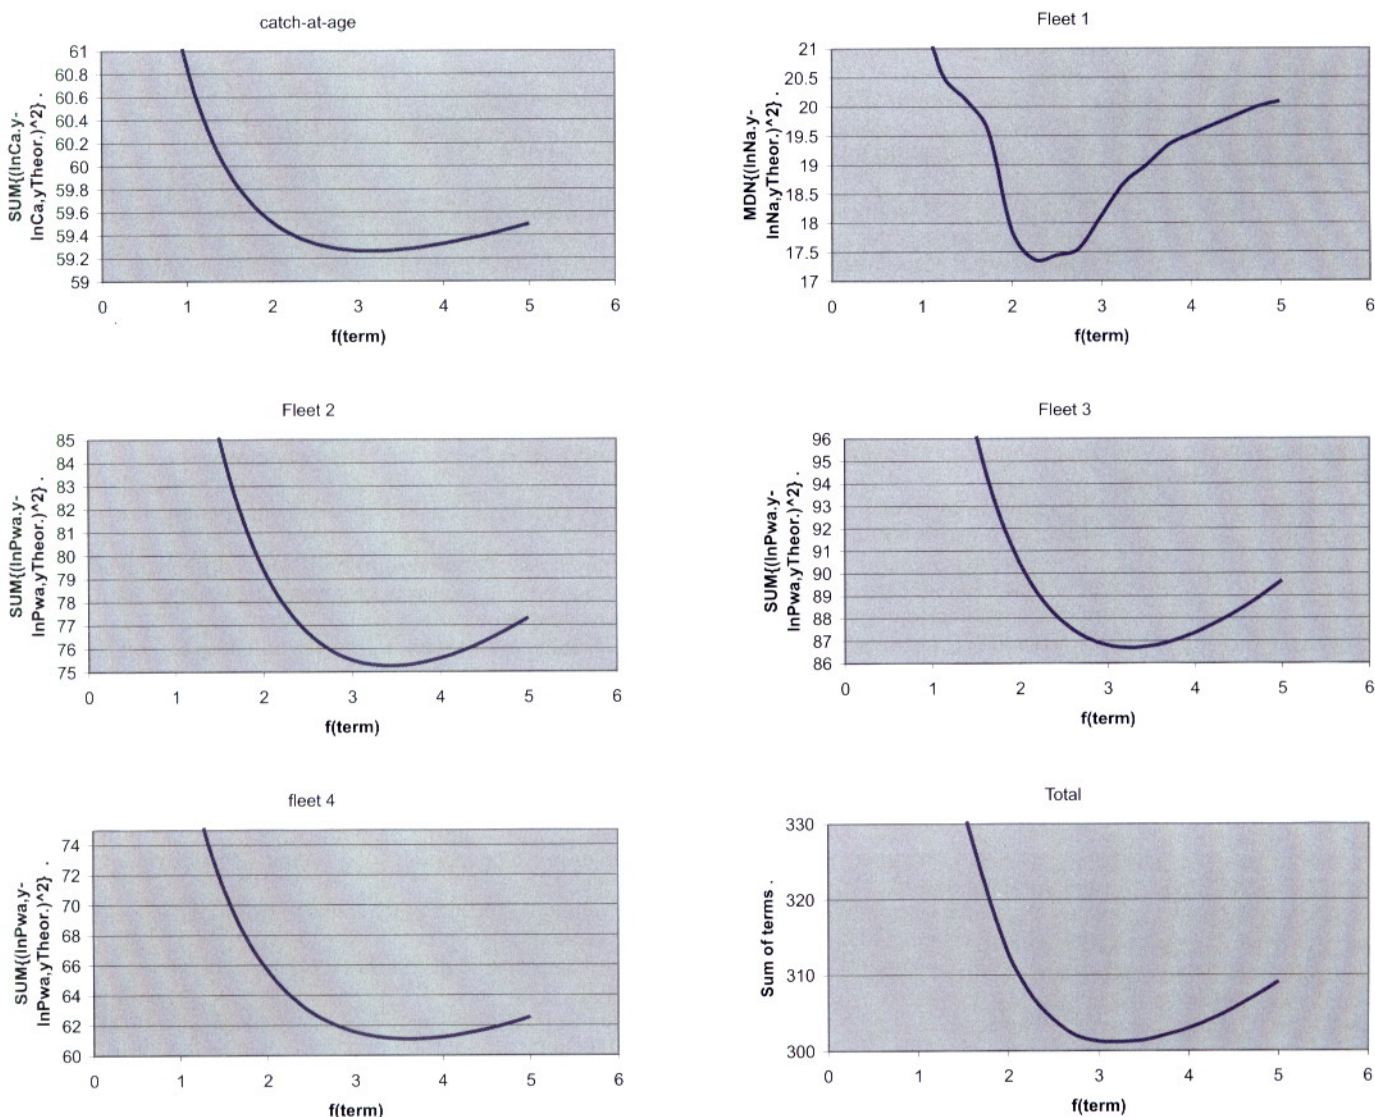 catch-at-age
SUM{(lnCa.y-
lnCa,yTheor.)^2} .
61
60.8
60.6
60.4
60.2
60
59.8
59.6
59.4
59.2
59
0 1 2 3 4 5 6
f(term)
Fleet 1
MDN{(lnNa.y-
lnNa,yTheor.)^2} .
21
20.5
20
19.5
19
18.5
18
17.5
17
0 1 2 3 4 5 6
f(term)
Fleet 2
SUM{(lnPwa.y-
lnPwa,yTheor.)^2} .
85
84
83
82
81
80
79
78
77
76
75
0 1 2 3 4 5 6
f(term)
Fleet 3
SUM{(lnPwa.y-
lnPwa,yTheor.)^2} .
96
95
94
93
92
91
90
89
88
87
86
0 1 2 3 4 5 6
f(term)
fleet 4
SUM{(lnPwa,y-
lnPwa,yTheor.)^2} .
74
72
70
68
66
64
62
60
0 1 2 3 4 5 6
f(term)
Total
Sum of terms .
330
320
310
300
0 1 2 3 4 5 6
f(term)